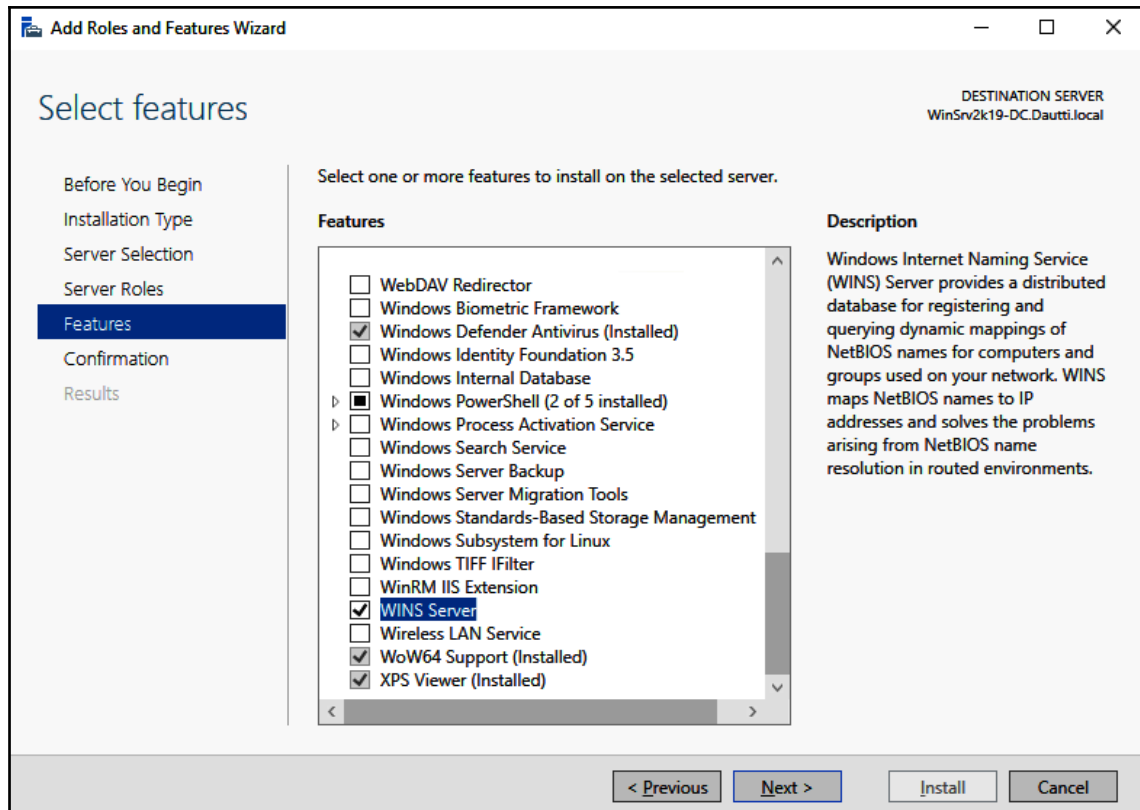 Add Roles and Features Wizard
Select features
DESTINATION SERVER
WinSrv2k19-DC.Dautti.local
Before You Begin
Installation Type
Server Selection
Server Roles
Features
Confirmation
Results
Select one or more features to install on the selected server.
Features
WebDAV Redirector
Windows Biometric Framework
Windows Defender Antivirus (Installed)
Windows Identity Foundation 3.5
Windows Internal Database
Windows PowerShell (2 of 5 installed)
Windows Process Activation Service
Windows Search Service
Windows Server Backup
Windows Server Migration Tools
Windows Standards-Based Storage Management
Windows Subsystem for Linux
Windows TIFF IFilter
WinRM IIS Extension
WINS Server
Wireless LAN Service
WoW64 Support (Installed)
XPS Viewer (Installed)
Description
Windows Internet Naming Service
(WINS) Server provides a distributed
database for registering and
querying dynamic mappings of
NetBIOS names for computers and
groups used on your network. WINS
maps NetBIOS names to IP
addresses and solves the problems
arising from NetBIOS name
resolution in routed environments.
< Previous
Next >
Install
Cancel